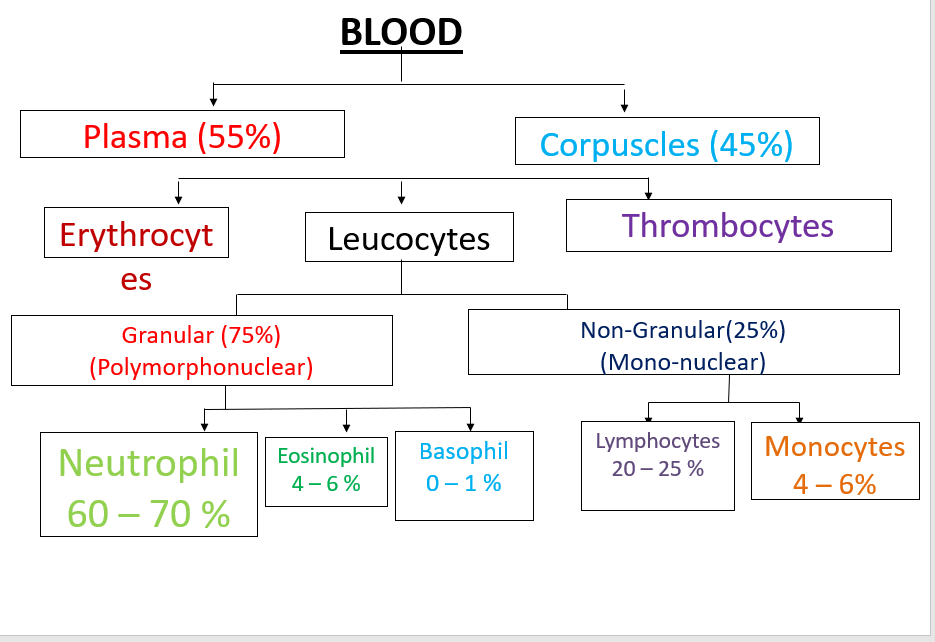 BLOOD
Plasma (55%)
Corpuscles (45%)
Erythrocyt
es
Leucocytes
Thrombocytes
Granular (75%)
(Polymorphonuclear)
Non-Granular(25%)
(Mono-nuclear)
Neutrophil
60 – 70 %
Eosinophil
4 – 6 %
Basophil
0 – 1 %
Lymphocytes
20 – 25 %
Monocytes
4 – 6%